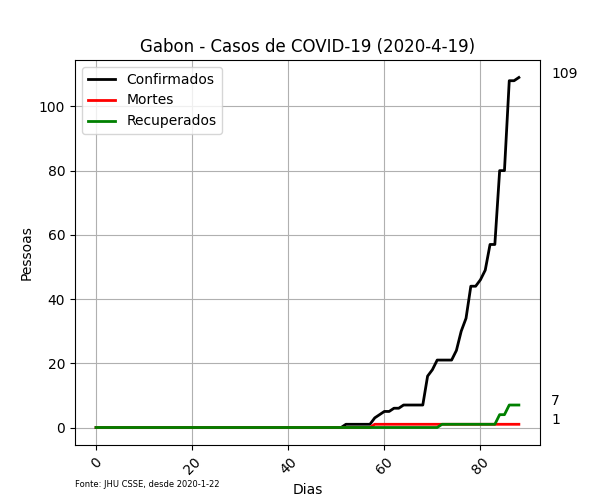 Gabon - Casos de COVID-19 (2020-4-19)
Confirmados
Mortes
Recuperados
109
7
1
100
80
60
40
20
0
Pessoas
0
20
40
60
80
Dias
Fonte: JHU CSSE, desde 2020-1-22